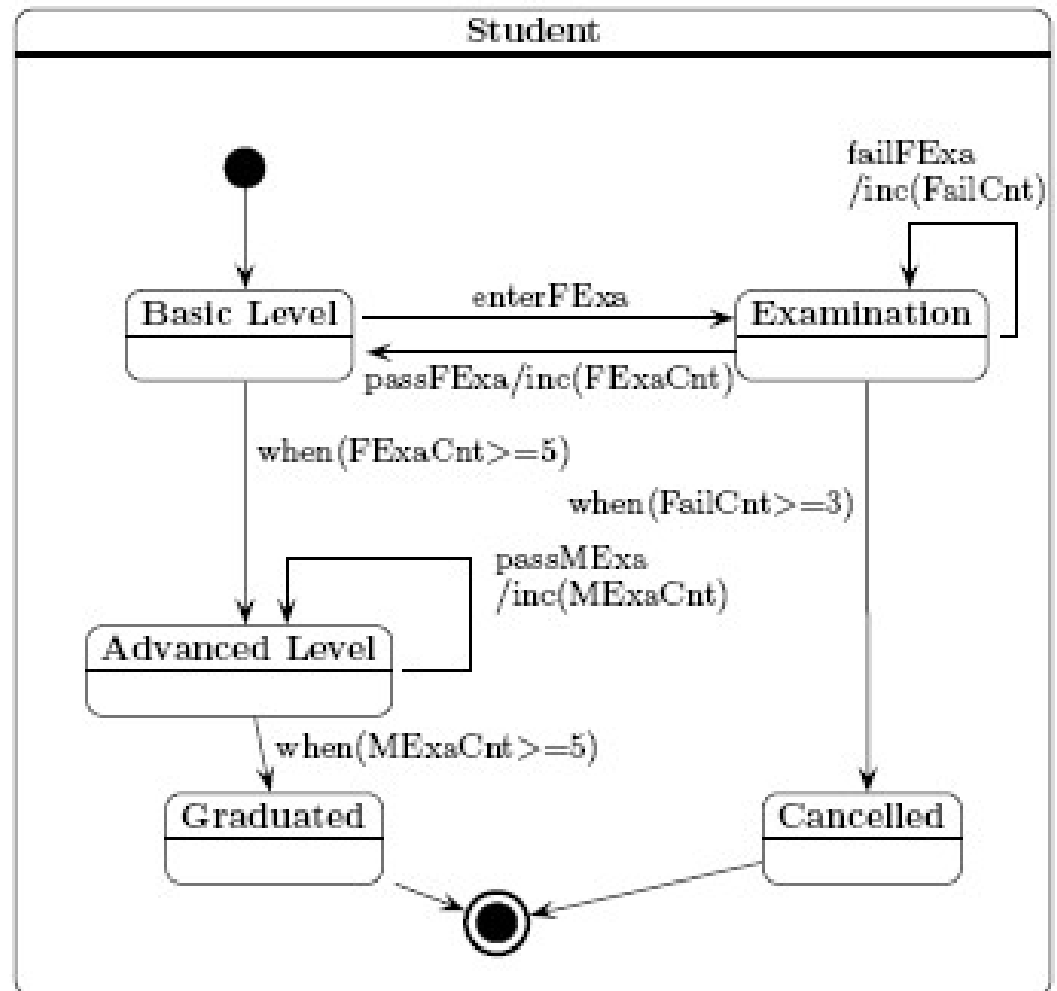 Student
failFExa
/inc(FailCnt)
enterFExa
Basic Level
Examination
passFExa/inc(FExaCnt)
when(FExaCnt>=5)
when(FailCnt>=3)
passMExa
/inc(MExaCnt)
Advanced Level
when(MExaCnt>=5)
Graduated
Cancelled